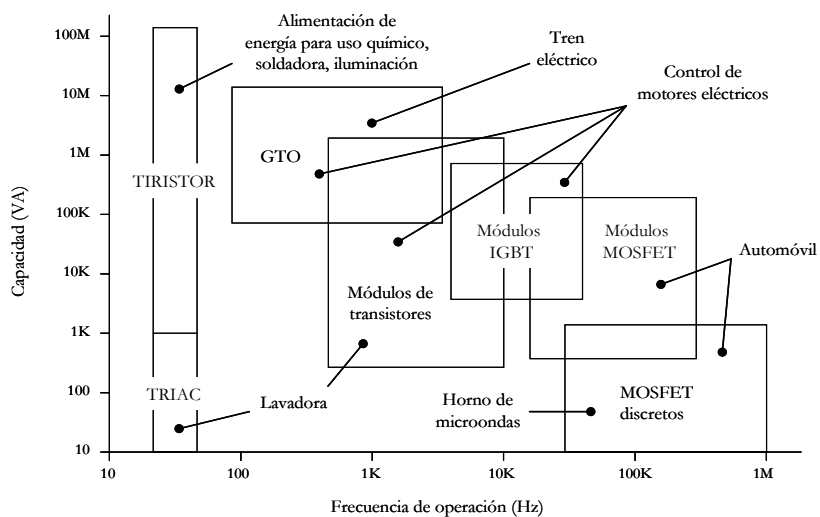 Alimentación de
energía para uso químico,
soldadora, iluminación
Tren
eléctrico
Control de
motores eléctricos
100M
10M
1M
100K
10K
1K
100
10
Capacidad (VA)
TIRISTOR
GTO
Módulos
IGBT
Módulos
MOSFET
Automóvil
Módulos de
transistores
TRIAC
Lavadora
Horno de
microondas
MOSFET
discretos
10
100
1K
10K
100K
1M
Frecuencia de operación (Hz)